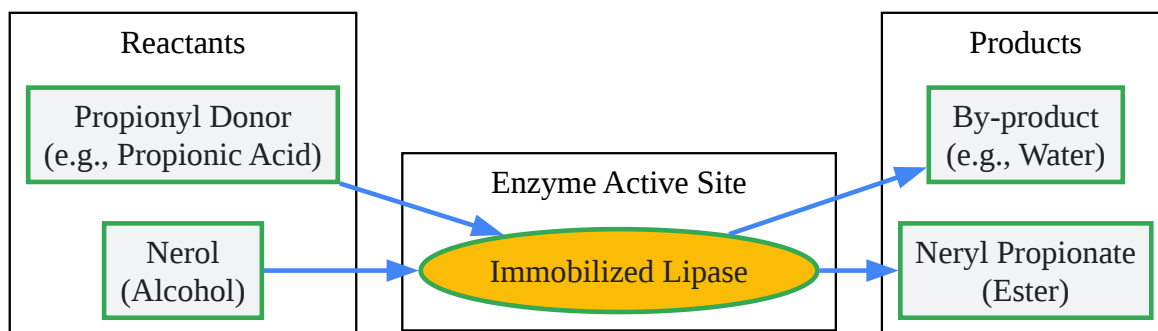 Reactants
Propionyl Donor
(e.g., Propionic Acid)
Nerol
(Alcohol)
Enzyme Active Site
Immobilized Lipase
Products
By-product
(e.g., Water)
Neryl Propionate
(Ester)